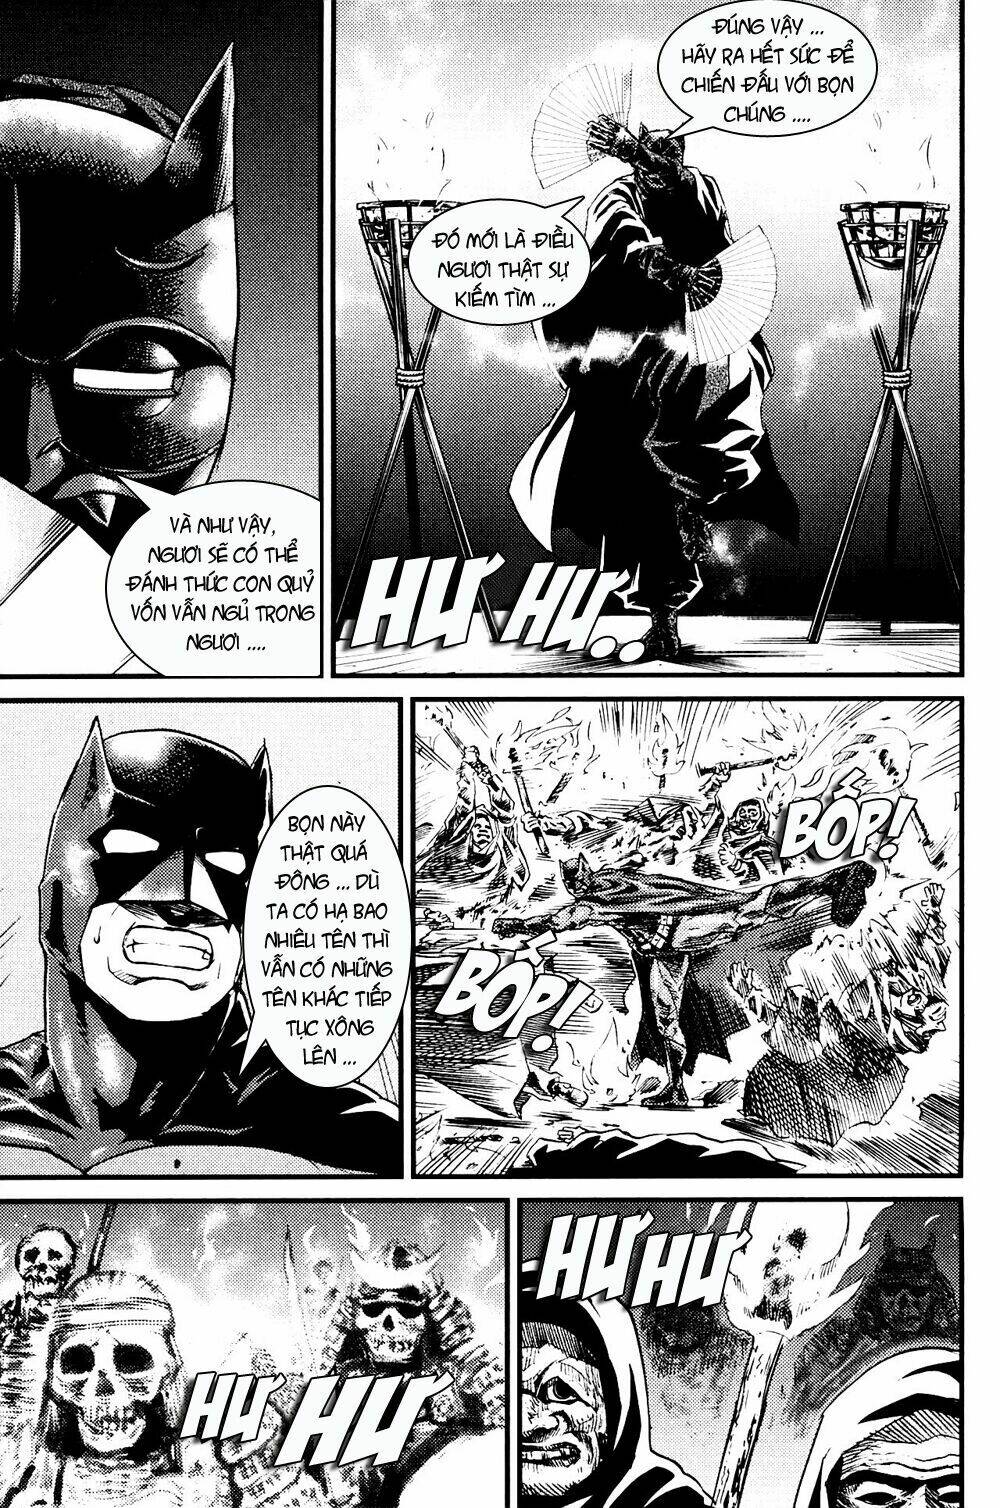 ĐÚNG VẬY ...
HÃY RA HẾT SỨC ĐỂ
CHIẾN ĐẤU VỚI BỌN
CHÚNG ....
ĐÓ MỚI LÀ ĐIỀU
NGƯƠI THẬT SỰ
KIẾM TÌM ...
HƯ HƯ..
VÀ NHƯ VẬY,
NGƯƠI SẼ CÓ THỂ
ĐÁNH THỨC CON QUỶ
VỐN VẪN NGỦ TRONG
NGƯƠI ....
BỐP!
BỐP!
BỌN NÀY
THẬT QUÁ
ĐÔNG ... DÙ
TA CÓ HẠ BAO
NHIÊU TÊN THÌ
VẪN CÓ NHỮNG
TÊN KHÁC TIẾP
TỤC XÔNG
LÊN ...
HƯ HƯ
HƯ HƯ